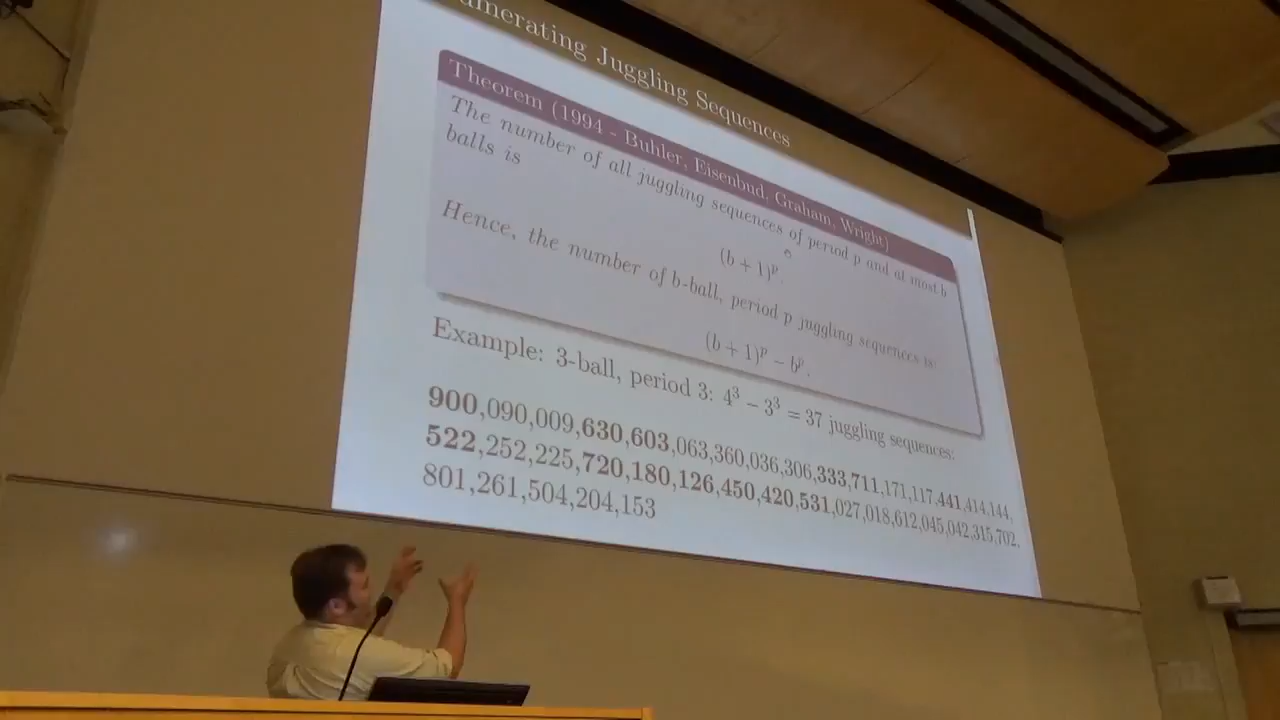 umerating Juggling Sequences
Theorem (1994 - Buhler, Eisenbud, Graham, Wright)
The number of all juggling sequences of period p and at most b
balls is
(b + 1)^p.
Hence, the number of b-ball, period p juggling sequences is:
(b + 1)^p − b^p.
Example: 3-ball, period 3: 4^3 − 3^3 = 37 juggling sequences:
900,090,009,630,603,063,360,036,306,333,711,171,117,441,414,144,
522,252,225,720,180,126,450,420,531,027,018,612,045,042,315,702,
801,261,504,204,153